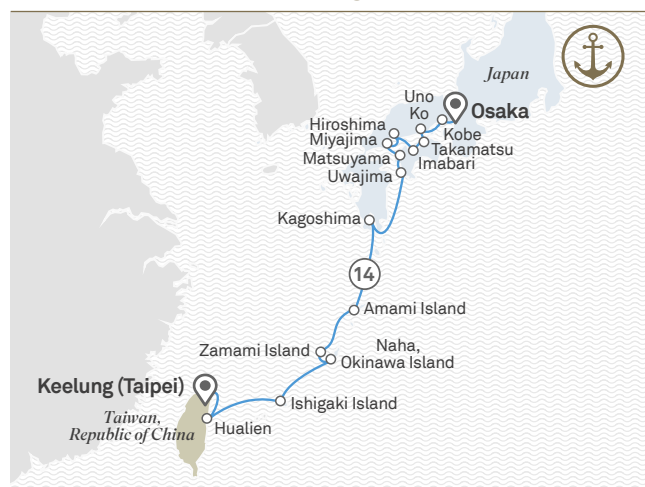 Japan
Uno
Ko
Osaka
Hiroshima
Kobe
Miyajima
Takamatsu
Matsuyama
Imabari
Uwajima
Kagoshima
14
Amami Island
Zamami Island
Naha,
Okinawa Island
Keelung (Taipei)
Ishigaki Island
Taiwan,
Republic of China
Hualien